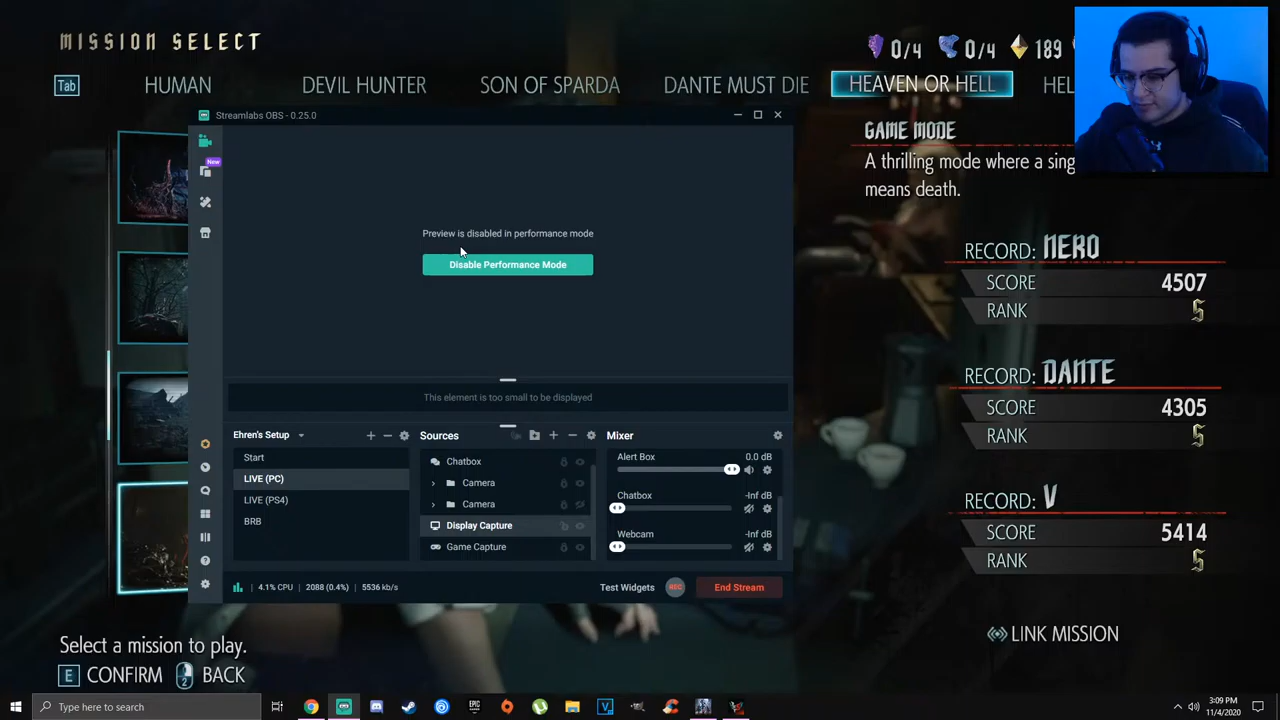 MISSION SELECT
0/4 0/4 189
Tab HUMAN DEVIL HUNTER SON OF SPARDA DANTE MUST DIE HEAVEN OR HELL
GAME MODE
A thrilling mode where a sing
means death.
RECORD: NERO
SCORE 4507
RANK S
RECORD: DANTE
SCORE 4305
RANK S
RECORD: V
SCORE 5414
RANK S
LINK MISSION
Streamlabs OBS - 0.25.0
New
Preview is disabled in performance mode
Disable Performance Mode
This element is too small to be displayed
Ehren's Setup
Start
LIVE (PC)
LIVE (PS4)
BRB
Sources
Chatbox
Camera
Camera
Display Capture
Game Capture
Mixer
Alert Box 0.0 dB
Chatbox -Inf dB
Webcam -Inf dB
4.1% CPU 2088 (0.4%) 5536 kb/s
Test Widgets REC End Stream
Select a mission to play.
E CONFIRM 2 BACK
Type here to search
EPIC
3:09 PM
11/4/2020